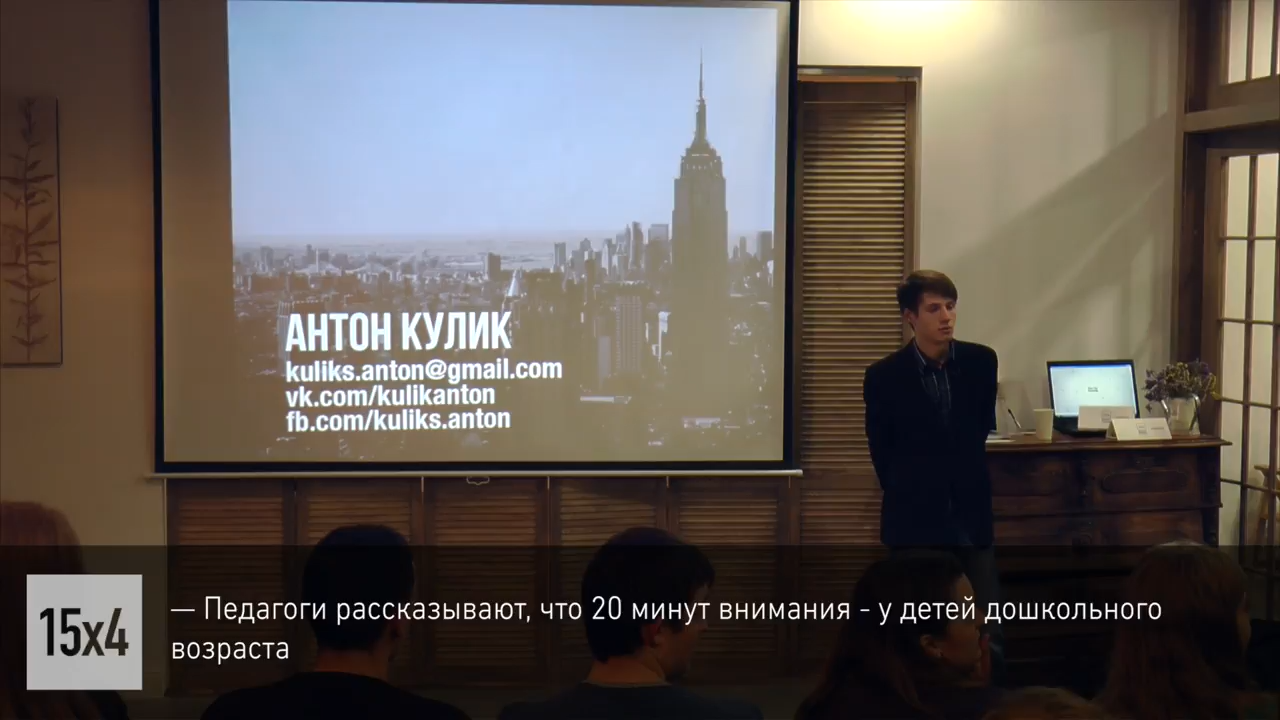 АНТОН КУЛИК
kuliks.anton@gmail.com
vk.com/kulikanton
fb.com/kuliks.anton
15x4
— Педагоги рассказывают, что 20 минут внимания - у детей дошкольного
возраста